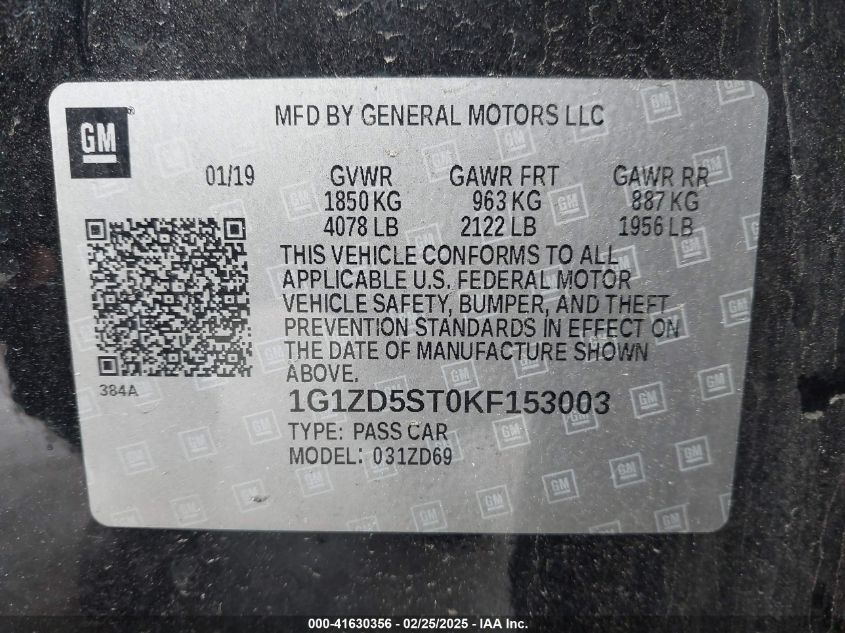 GM
MFD BY GENERAL MOTORS LLC
01/19 GVWR GAWR FRT GAWR RR
1850 KG 963 KG 887 KG
4078 LB 2122 LB 1956 LB
THIS VEHICLE CONFORMS TO ALL
APPLICABLE U.S. FEDERAL MOTOR
VEHICLE SAFETY, BUMPER, AND THEFT
PREVENTION STANDARDS IN EFFECT ON
THE DATE OF MANUFACTURE SHOWN
ABOVE.
384A
1G1ZD5ST0KF153003
TYPE: PASS CAR
MODEL: 031ZD69
000-41630356 - 02/25/2025 - IAA Inc.